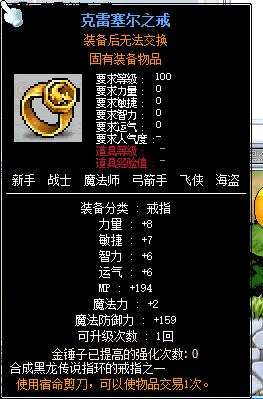 克雷塞尔之戒
装备后无法交换
固有装备物品
要求等级 : 100
要求力量 : 0
要求敏捷 : 0
要求智力 : 0
要求运气 : 0
要求人气度 : -
道具等级 : -
道具经验值 : -
新手 战士 魔法师 弓箭手 飞侠 海盗
装备分类 : 戒指
力量 : +8
敏捷 : +7
智力 : +6
运气 : +6
MP : +194
魔法力 : +2
魔法防御力 : +159
可升级次数 : 1回
金锤子已提高的强化次数: 0
合成黑龙传说指环的戒指之一
使用宿命剪刀，可以使物品交易1次。